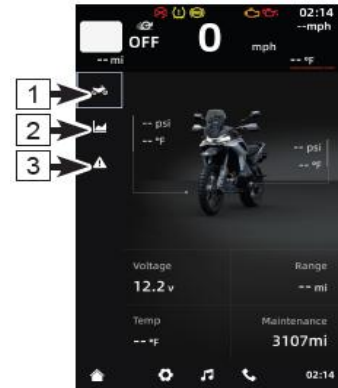 02:14
--mph
OFF
0
mph
-- mi
-- °F
1
2
3
-- psi
-- °F
-- psi
-- °F
Voltage
Range
12.2 v
-- mi
Temp
Maintenance
-- °F
3107mi
02:14